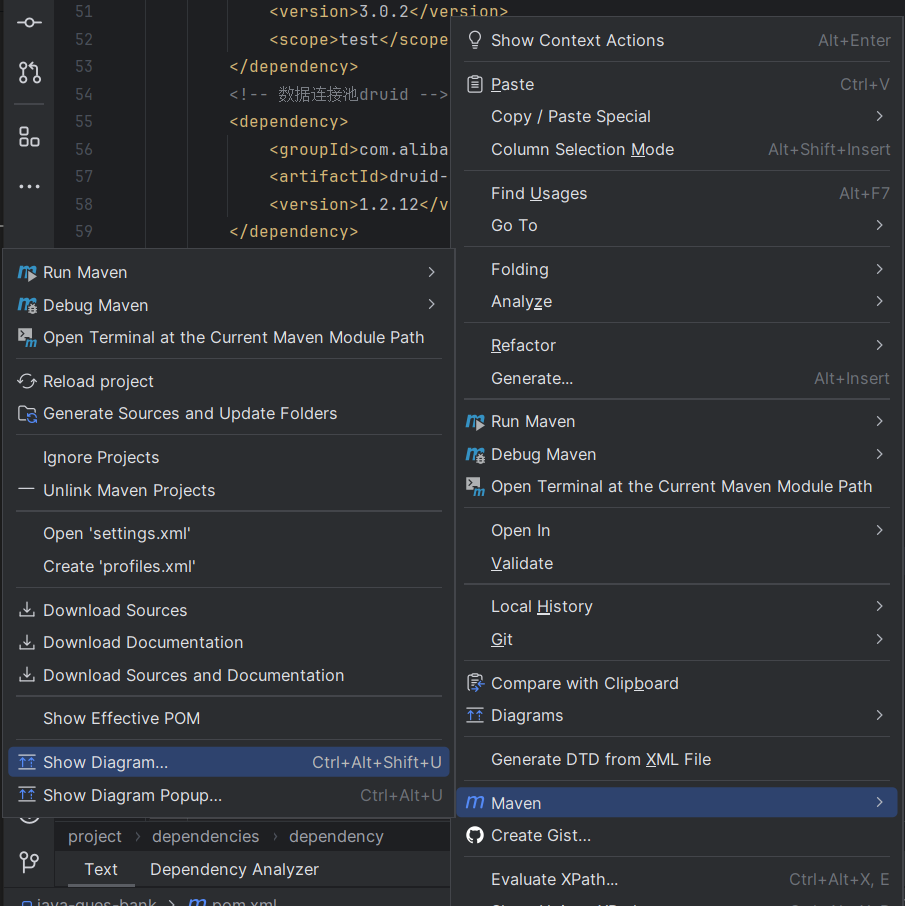 51 <version>3.0.2</version>
52 <scope>test</scope
53 </dependency>
54 <!-- 数据连接池druid -->
55 <dependency>
56 <groupId>com.aliba
57 <artifactId>druid-
58 <version>1.2.12</v
59 </dependency>
Run Maven
Debug Maven
Open Terminal at the Current Maven Module Path
Reload project
Generate Sources and Update Folders
Ignore Projects
Unlink Maven Projects
Open 'settings.xml'
Create 'profiles.xml'
Download Sources
Download Documentation
Download Sources and Documentation
Show Effective POM
Show Diagram... Ctrl+Alt+Shift+U
Show Diagram Popup... Ctrl+Alt+U
project > dependencies > dependency
Text Dependency Analyzer
java-ques-bank > m pom.xml
Show Context Actions Alt+Enter
Paste Ctrl+V
Copy / Paste Special
Column Selection Mode Alt+Shift+Insert
Find Usages Alt+F7
Go To
Folding
Analyze
Refactor
Generate... Alt+Insert
Run Maven
Debug Maven
Open Terminal at the Current Maven Module Path
Open In
Validate
Local History
Git
Compare with Clipboard
Diagrams
Generate DTD from XML File
Maven
Create Gist...
Evaluate XPath... Ctrl+Alt+X, E